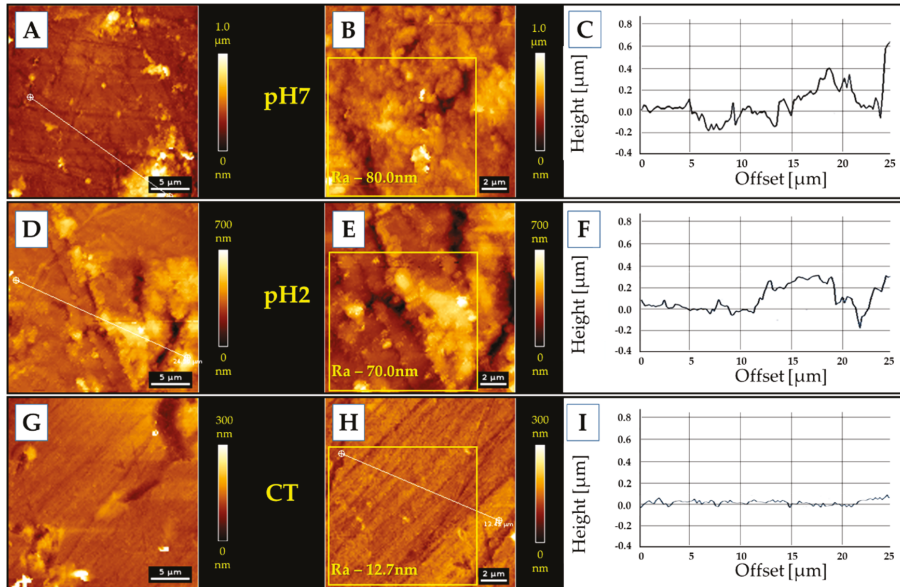 A
1.0
µm
0
nm
5 µm
pH7
B
1.0
µm
0
nm
Ra – 80.0nm
2 µm
C
Height [µm]
0.8
0.6
0.4
0.2
0.0
-0.2
-0.4
0 5 10 15 20 25
Offset [µm]
D
700
nm
0
nm
5 µm
pH2
E
700
nm
0
nm
Ra – 70.0nm
2 µm
F
Height [µm]
0.8
0.6
0.4
0.2
0.0
-0.2
-0.4
0 5 10 15 20 25
Offset [µm]
G
300
nm
0
nm
5 µm
CT
H
300
nm
0
nm
Ra – 12.7nm
2 µm
I
Height [µm]
0.8
0.6
0.4
0.2
0.0
-0.2
-0.4
0 5 10 15 20 25
Offset [µm]